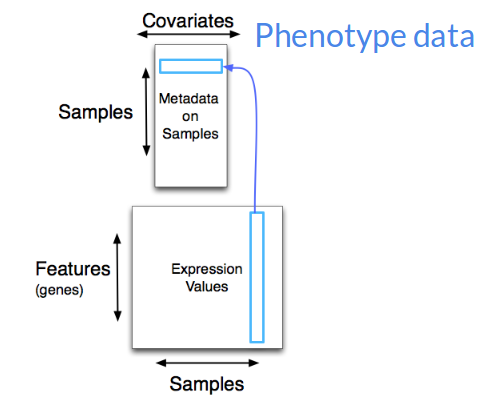 Covariates
Phenotype data
Samples
Metadata
on
Samples
Features
(genes)
Expression
Values
Samples